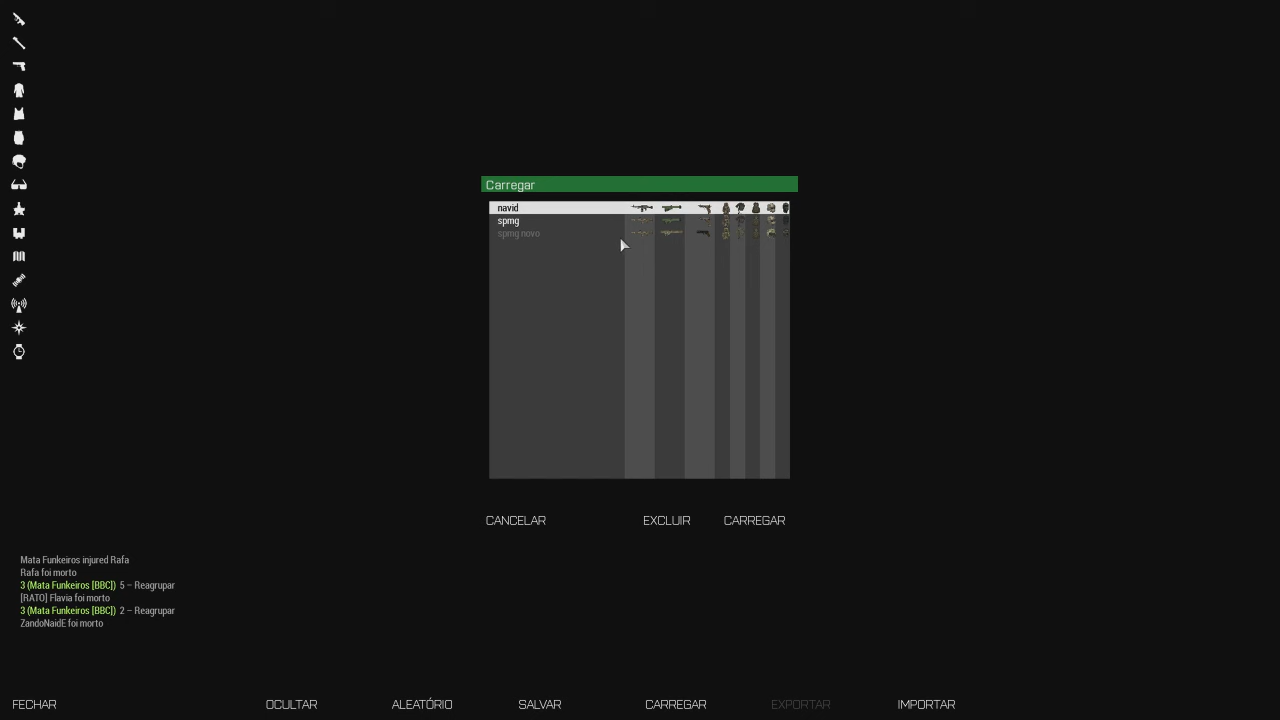 Carregar
navid
spmg
spmg novo
CANCELAR
EXCLUIR
CARREGAR
Mata Funkeiros injured Rafa
Rafa foi morto
3 (Mata Funkeiros [BBC]) 5 – Reagrupar
[RATO] Flavia foi morto
3 (Mata Funkeiros [BBC]) 2 – Reagrupar
ZandoNaidE foi morto
FECHAR
OCULTAR
ALEATÓRIO
SALVAR
CARREGAR
EXPORTAR
IMPORTAR